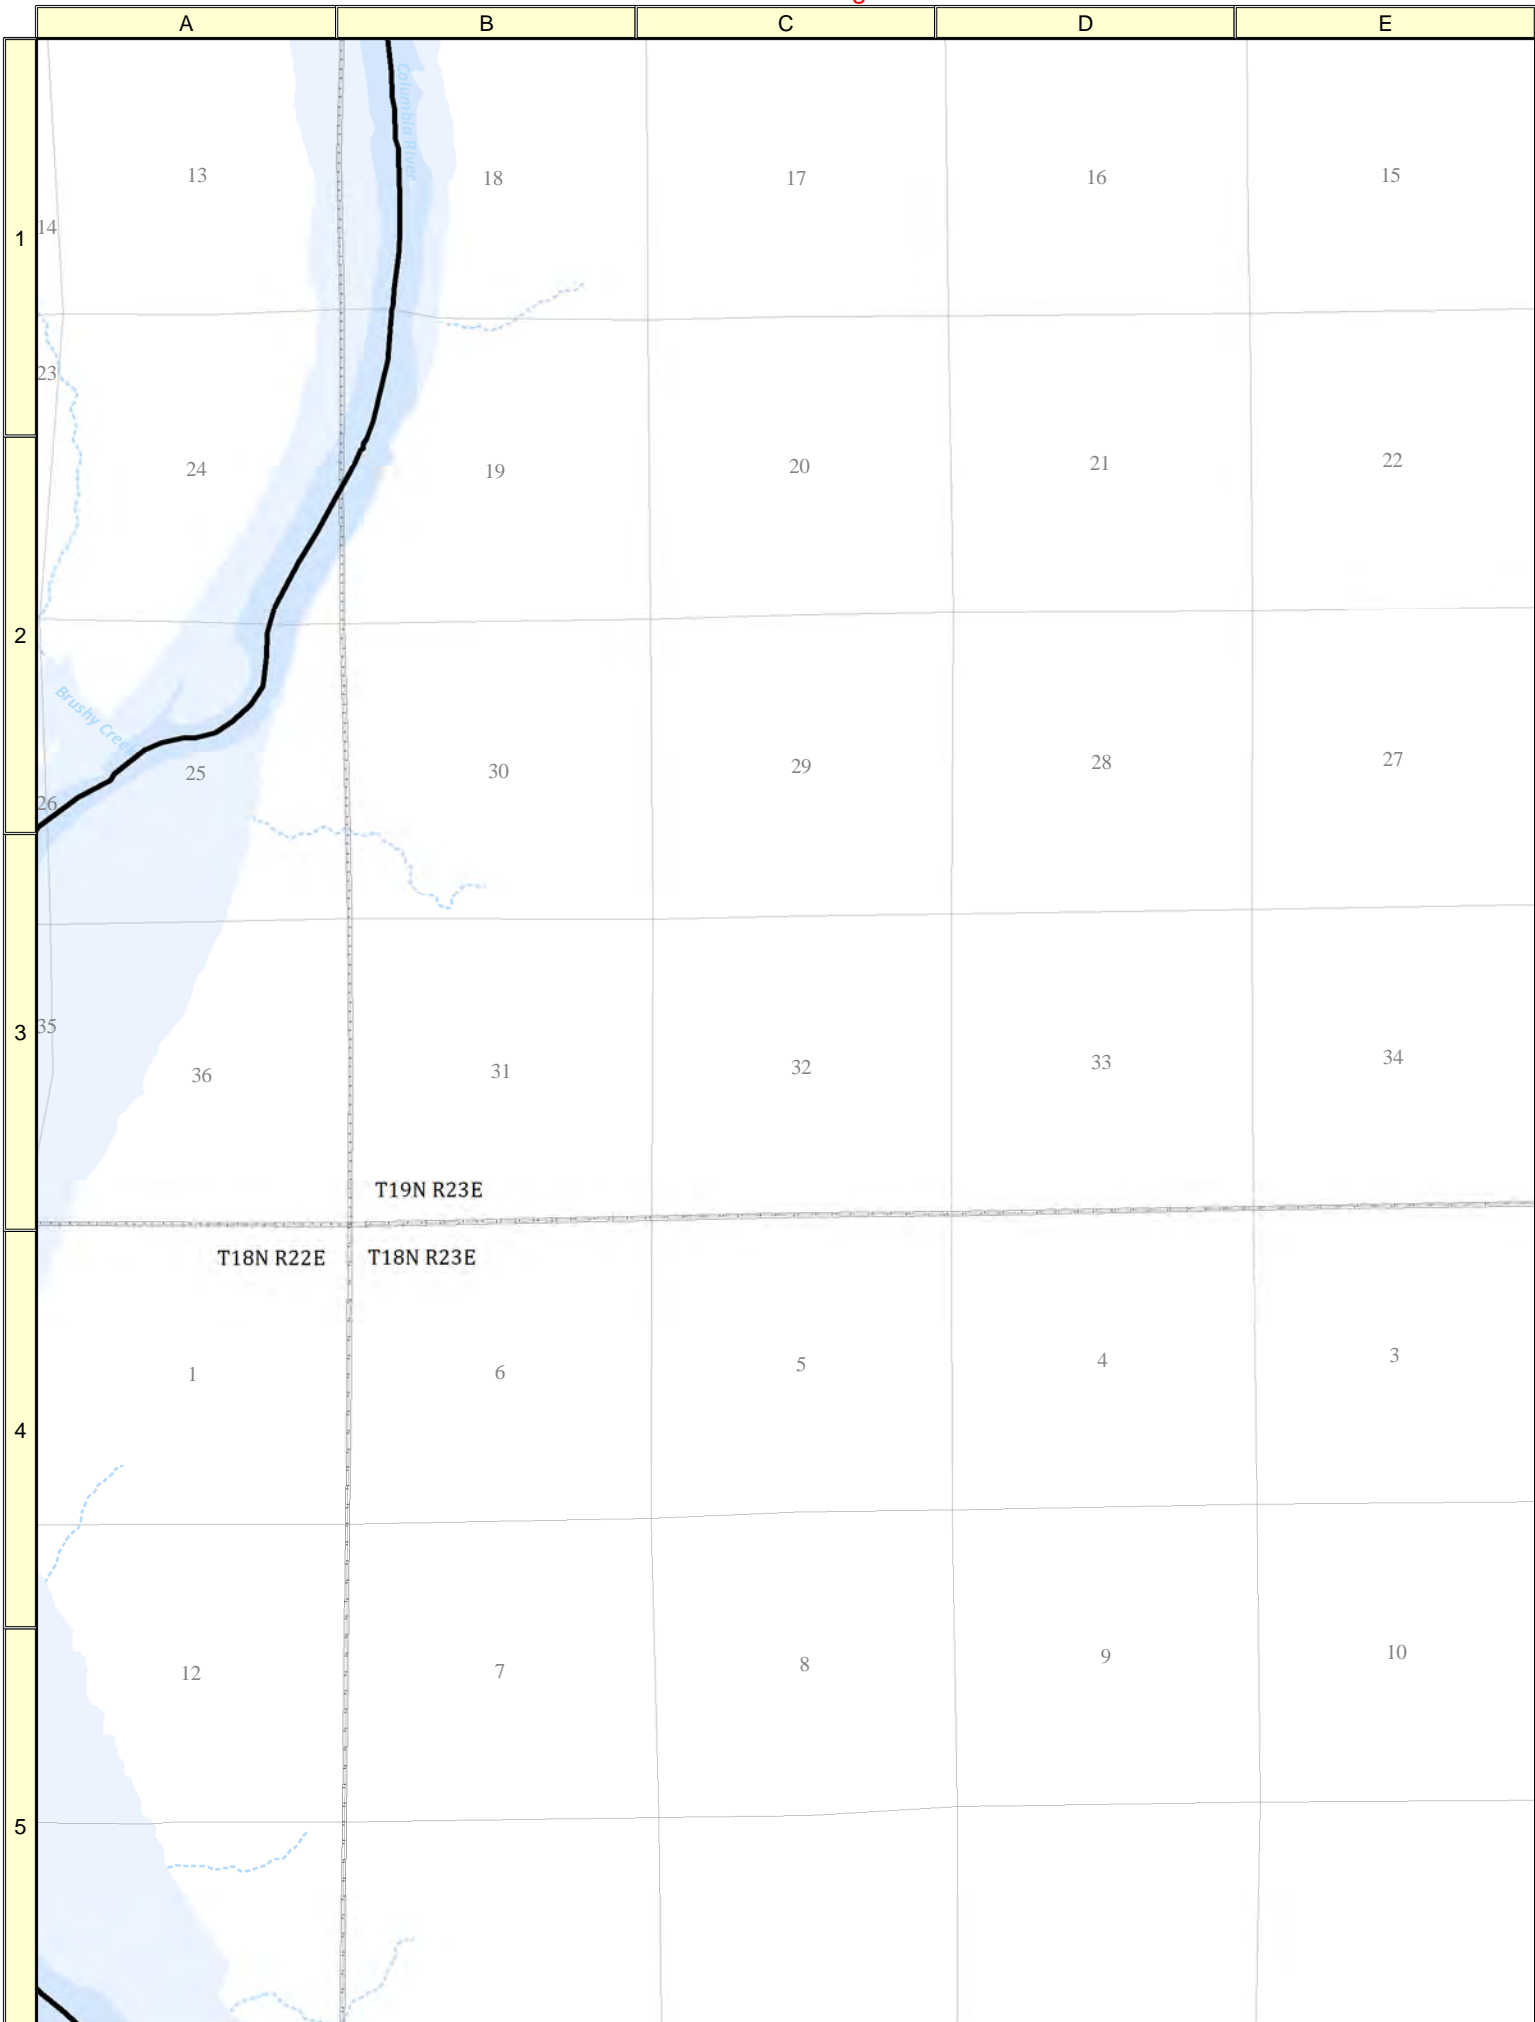 A B C D E
1
2
3
4
5
Columbia River
13 18 17 16 15
14
23
24 19 20 21 22
Brushy Creek
25 30 29 28 27
26
35
36 31 32 33 34
T19N R23E
T18N R22E T18N R23E
1 6 5 4 3
12 7 8 9 10